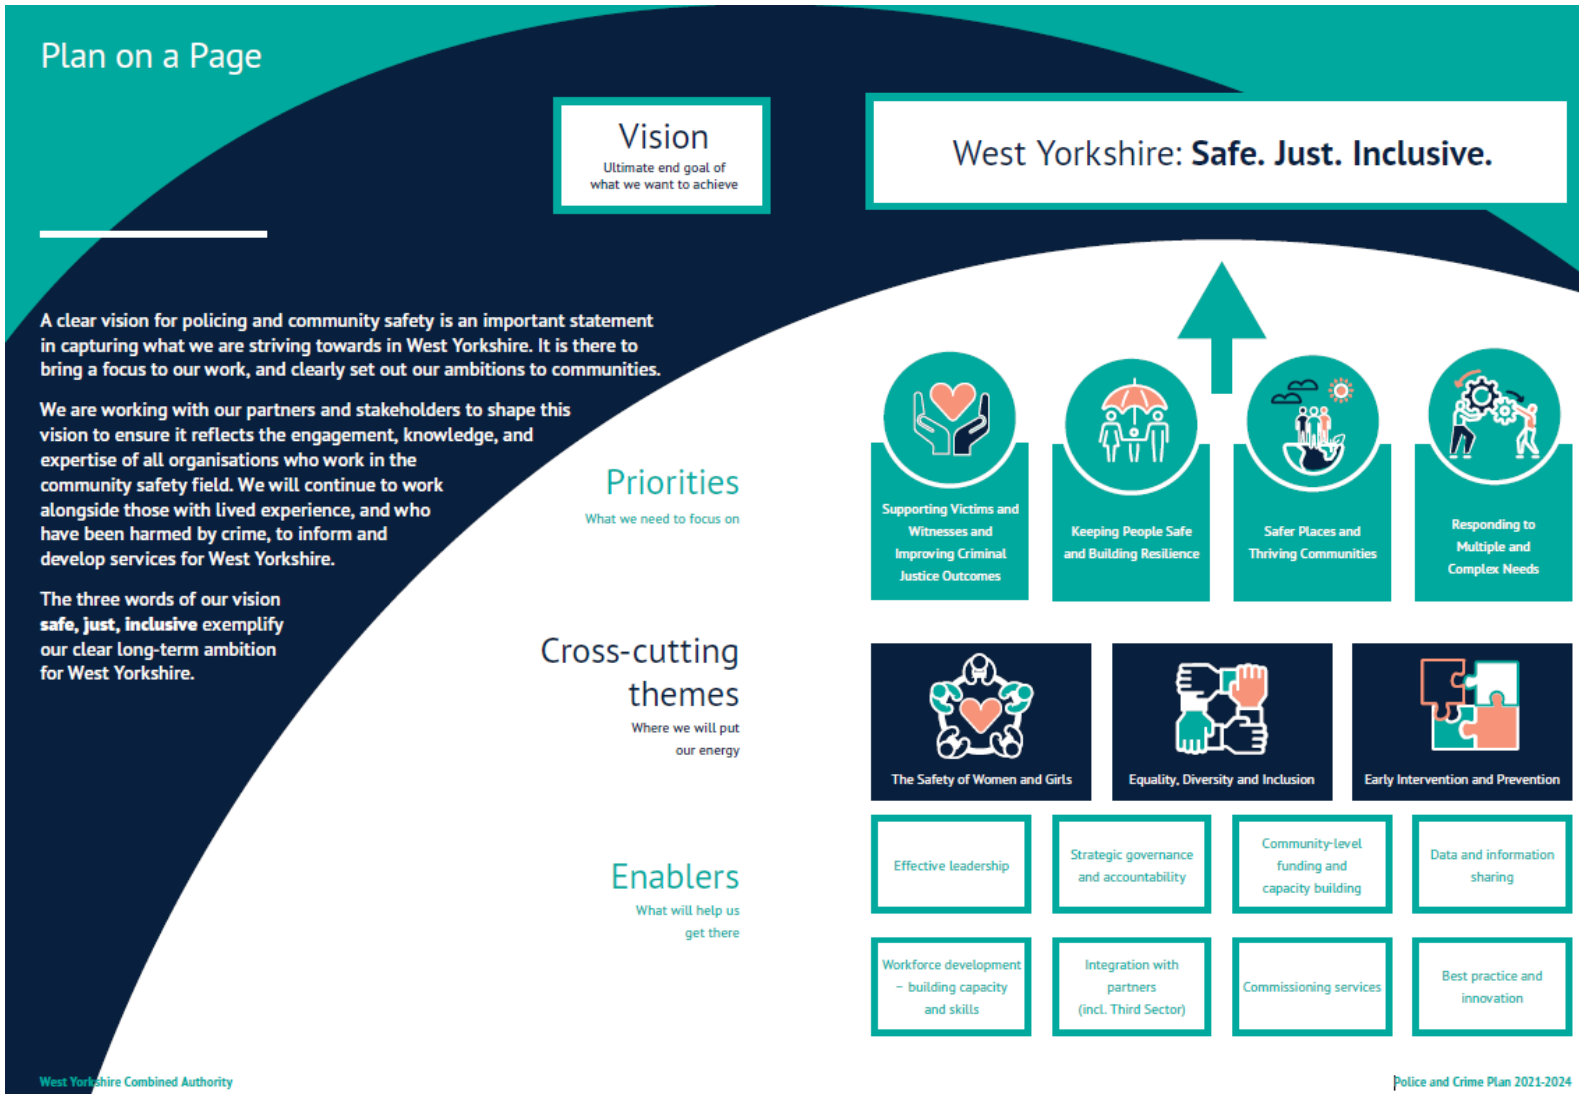 Plan on a Page
Vision
Ultimate end goal of
what we want to achieve
West Yorkshire: Safe. Just. Inclusive.
A clear vision for policing and community safety is an important statement
in capturing what we are striving towards in West Yorkshire. It is there to
bring a focus to our work, and clearly set out our ambitions to communities.
We are working with our partners and stakeholders to shape this
vision to ensure it reflects the engagement, knowledge, and
expertise of all organisations who work in the
community safety field. We will continue to work
alongside those with lived experience, and who
have been harmed by crime, to inform and
develop services for West Yorkshire.
The three words of our vision
safe, just, inclusive exemplify
our clear long-term ambition
for West Yorkshire.
Priorities
What we need to focus on
Supporting Victims and
Witnesses and
Improving Criminal
Justice Outcomes
Keeping People Safe
and Building Resilience
Safer Places and
Thriving Communities
Responding to
Multiple and
Complex Needs
Cross-cutting
themes
Where we will put
our energy
The Safety of Women and Girls
Equality, Diversity and Inclusion
Early Intervention and Prevention
Enablers
What will help us
get there
Effective leadership
Strategic governance
and accountability
Community-level
funding and
capacity building
Data and information
sharing
Workforce development
– building capacity
and skills
Integration with
partners
(incl. Third Sector)
Commissioning services
Best practice and
innovation
West Yorkshire Combined Authority
Police and Crime Plan 2021-2024